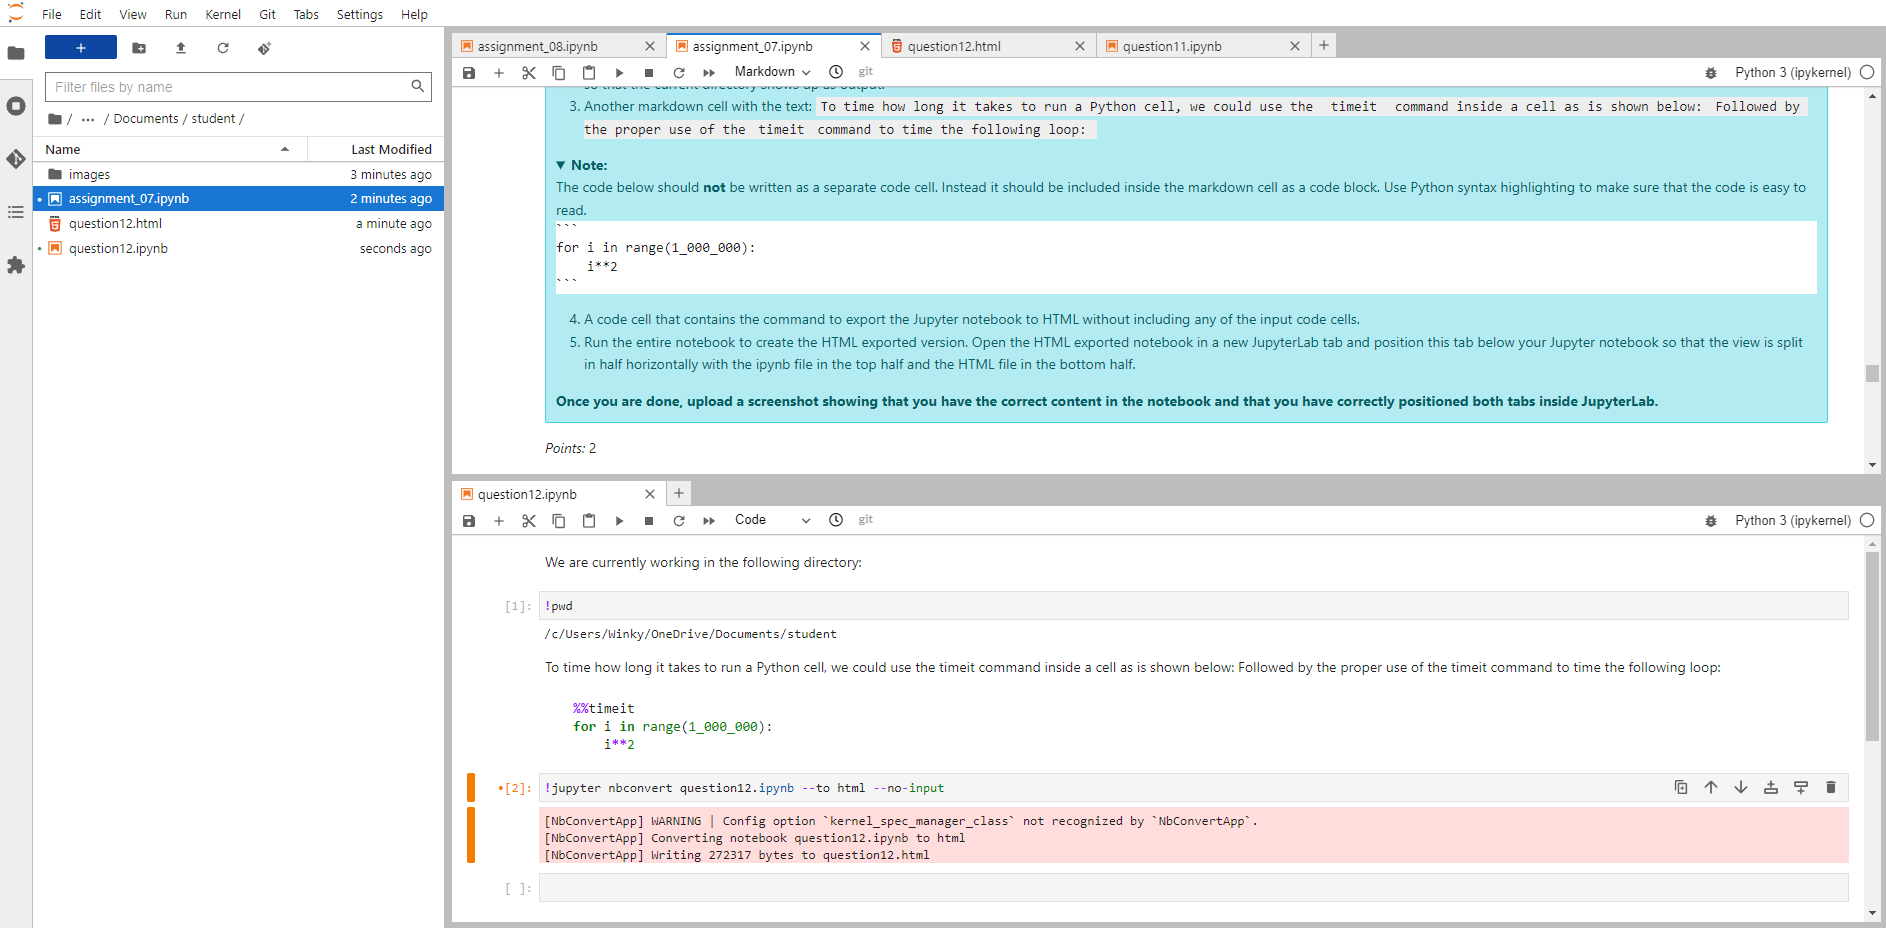 File Edit View Run Kernel Git Tabs Settings Help
Filter files by name
/ ··· / Documents / student /
Name Last Modified
images 3 minutes ago
assignment_07.ipynb 2 minutes ago
question12.html a minute ago
question12.ipynb seconds ago
assignment_08.ipynb assignment_07.ipynb question12.html question11.ipynb
Markdown git Python 3 (ipykernel)
so that the current directory shows up as output.
3. Another markdown cell with the text: To time how long it takes to run a Python cell, we could use the timeit command inside a cell as is shown below: Followed by
the proper use of the timeit command to time the following loop:
▼ Note:
The code below should not be written as a separate code cell. Instead it should be included inside the markdown cell as a code block. Use Python syntax highlighting to make sure that the code is easy to
read.
```
for i in range(1_000_000):
    i**2
```
4. A code cell that contains the command to export the Jupyter notebook to HTML without including any of the input code cells.
5. Run the entire notebook to create the HTML exported version. Open the HTML exported notebook in a new JupyterLab tab and position this tab below your Jupyter notebook so that the view is split
in half horizontally with the ipynb file in the top half and the HTML file in the bottom half.
Once you are done, upload a screenshot showing that you have the correct content in the notebook and that you have correctly positioned both tabs inside JupyterLab.
Points: 2
question12.ipynb
Code git Python 3 (ipykernel)
We are currently working in the following directory:
[1]: !pwd
/c/Users/Winky/OneDrive/Documents/student
To time how long it takes to run a Python cell, we could use the timeit command inside a cell as is shown below: Followed by the proper use of the timeit command to time the following loop:
%%timeit
for i in range(1_000_000):
    i**2
•[2]: !jupyter nbconvert question12.ipynb --to html --no-input
[NbConvertApp] WARNING | Config option `kernel_spec_manager_class` not recognized by `NbConvertApp`.
[NbConvertApp] Converting notebook question12.ipynb to html
[NbConvertApp] Writing 272317 bytes to question12.html
[ ]: